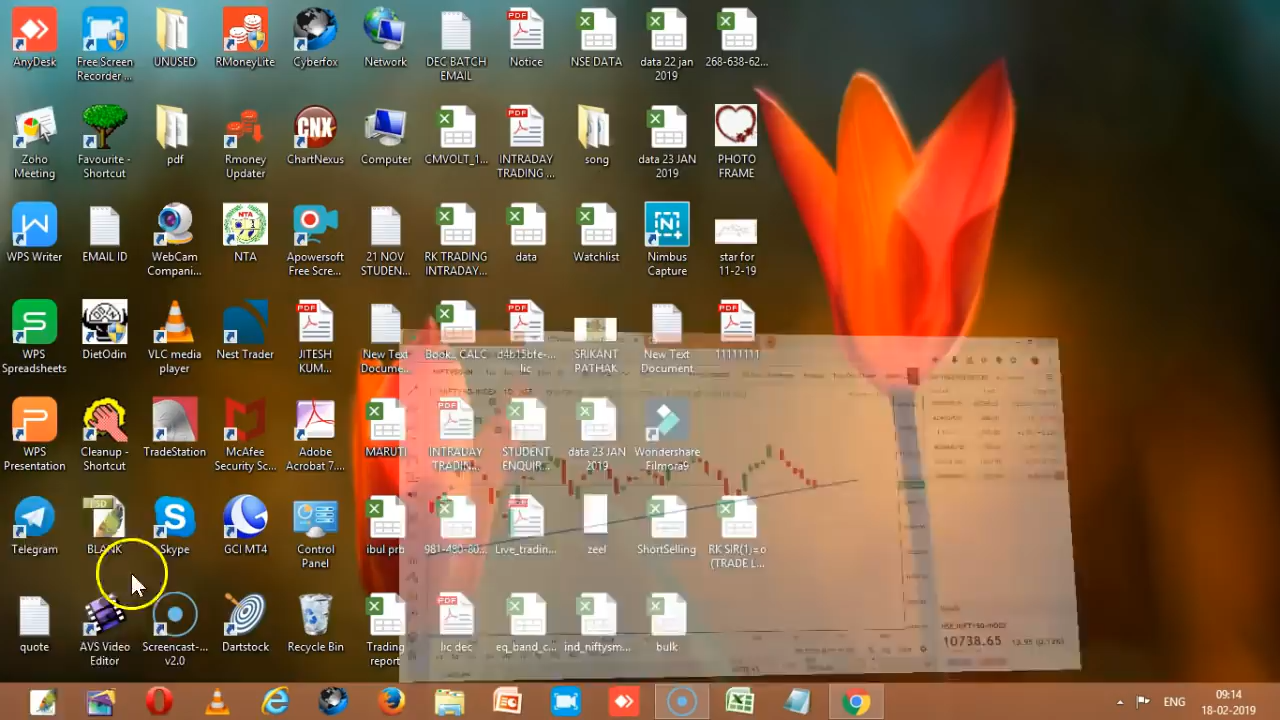 AnyDesk
Free Screen
Recorder ...
UNUSED
RMoneyLite
Cyberfox
Network
DEC BATCH
EMAIL
Notice
NSE DATA
data 22 jan
2019
268-638-62...
Zoho
Meeting
Favourite -
Shortcut
pdf
Rmoney
Updater
CNX
ChartNexus
Computer
CMVOLT_1...
INTRADAY
TRADING ...
song
data 23 JAN
2019
PHOTO
FRAME
WPS Writer
EMAIL ID
WebCam
Compani...
NTA
Apowersoft
Free Scre...
21 NOV
STUDEN...
RK TRADING
INTRADAY...
data
Watchlist
Nimbus
Capture
star for
11-2-19
WPS
Spreadsheets
DietOdin
VLC media
player
Nest Trader
JITESH
KUM...
New Text
Docume...
Book.. CALC
d4b15bfe-...
lic
SRIKANT
PATHAK
New Text
Document
11111111
WPS
Presentation
Cleanup -
Shortcut
TradeStation
McAfee
Security Sc...
Adobe
Acrobat 7....
MARUTI
INTRADAY
TRADIN...
STUDENT
ENQUIR...
data 23 JAN
2019
Wondershare
Filmora9
Telegram
BLANK
Skype
GCI MT4
Control
Panel
ibul prb
981-480-80...
Live_tradin...
zeel
ShortSelling
RK SIR(1)=o
(TRADE L...
quote
AVS Video
Editor
Screencast-...
v2.0
Dartstock
Recycle Bin
Trading
report
lic dec
eq_band_c...
ind_niftysm...
bulk
10738.65
ENG
09:14
18-02-2019